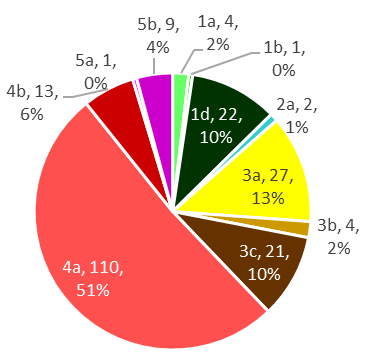 5b, 9,
4%
1a, 4,
2%
1b, 1,
0%
5a, 1,
0%
4b, 13,
6%
1d, 22,
10%
2a, 2,
1%
3a, 27,
13%
3b, 4,
2%
3c, 21,
10%
4a, 110,
51%